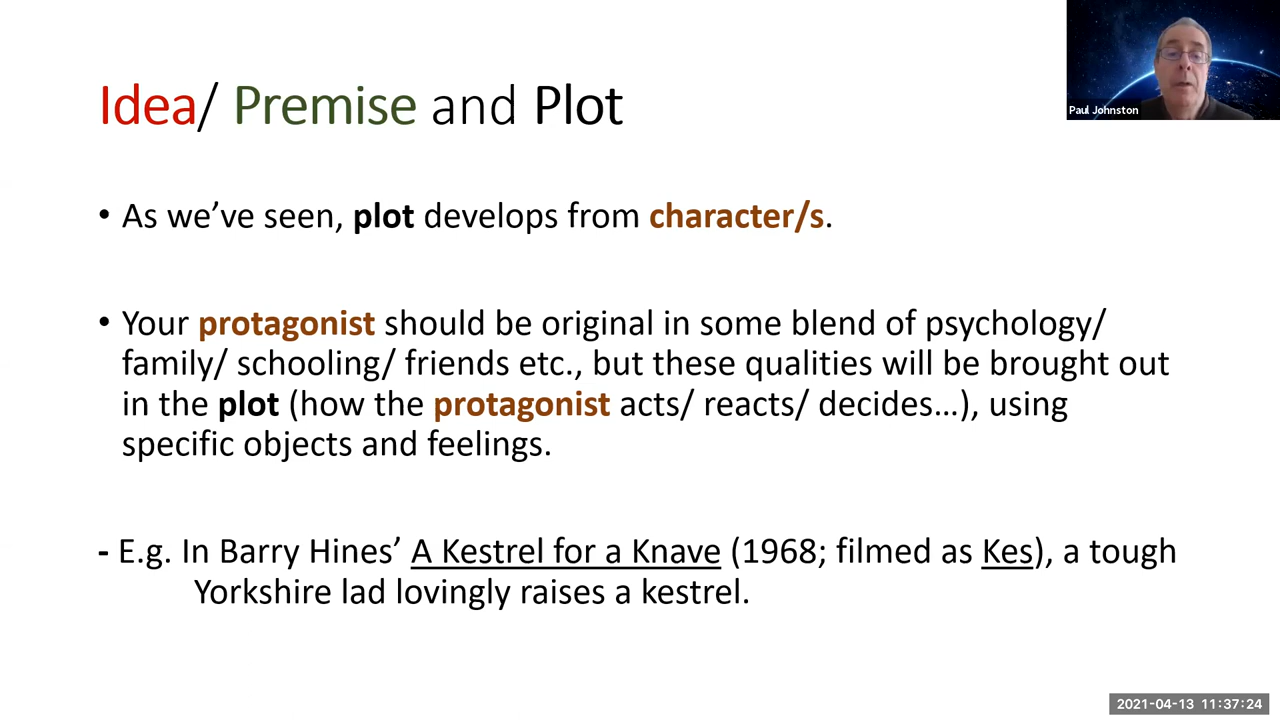 Idea/ Premise and Plot
Paul Johnston
• As we’ve seen, plot develops from character/s.
• Your protagonist should be original in some blend of psychology/
family/ schooling/ friends etc., but these qualities will be brought out
in the plot (how the protagonist acts/ reacts/ decides…), using
specific objects and feelings.
- E.g. In Barry Hines’ A Kestrel for a Knave (1968; filmed as Kes), a tough
Yorkshire lad lovingly raises a kestrel.
2021-04-13 11:37:24